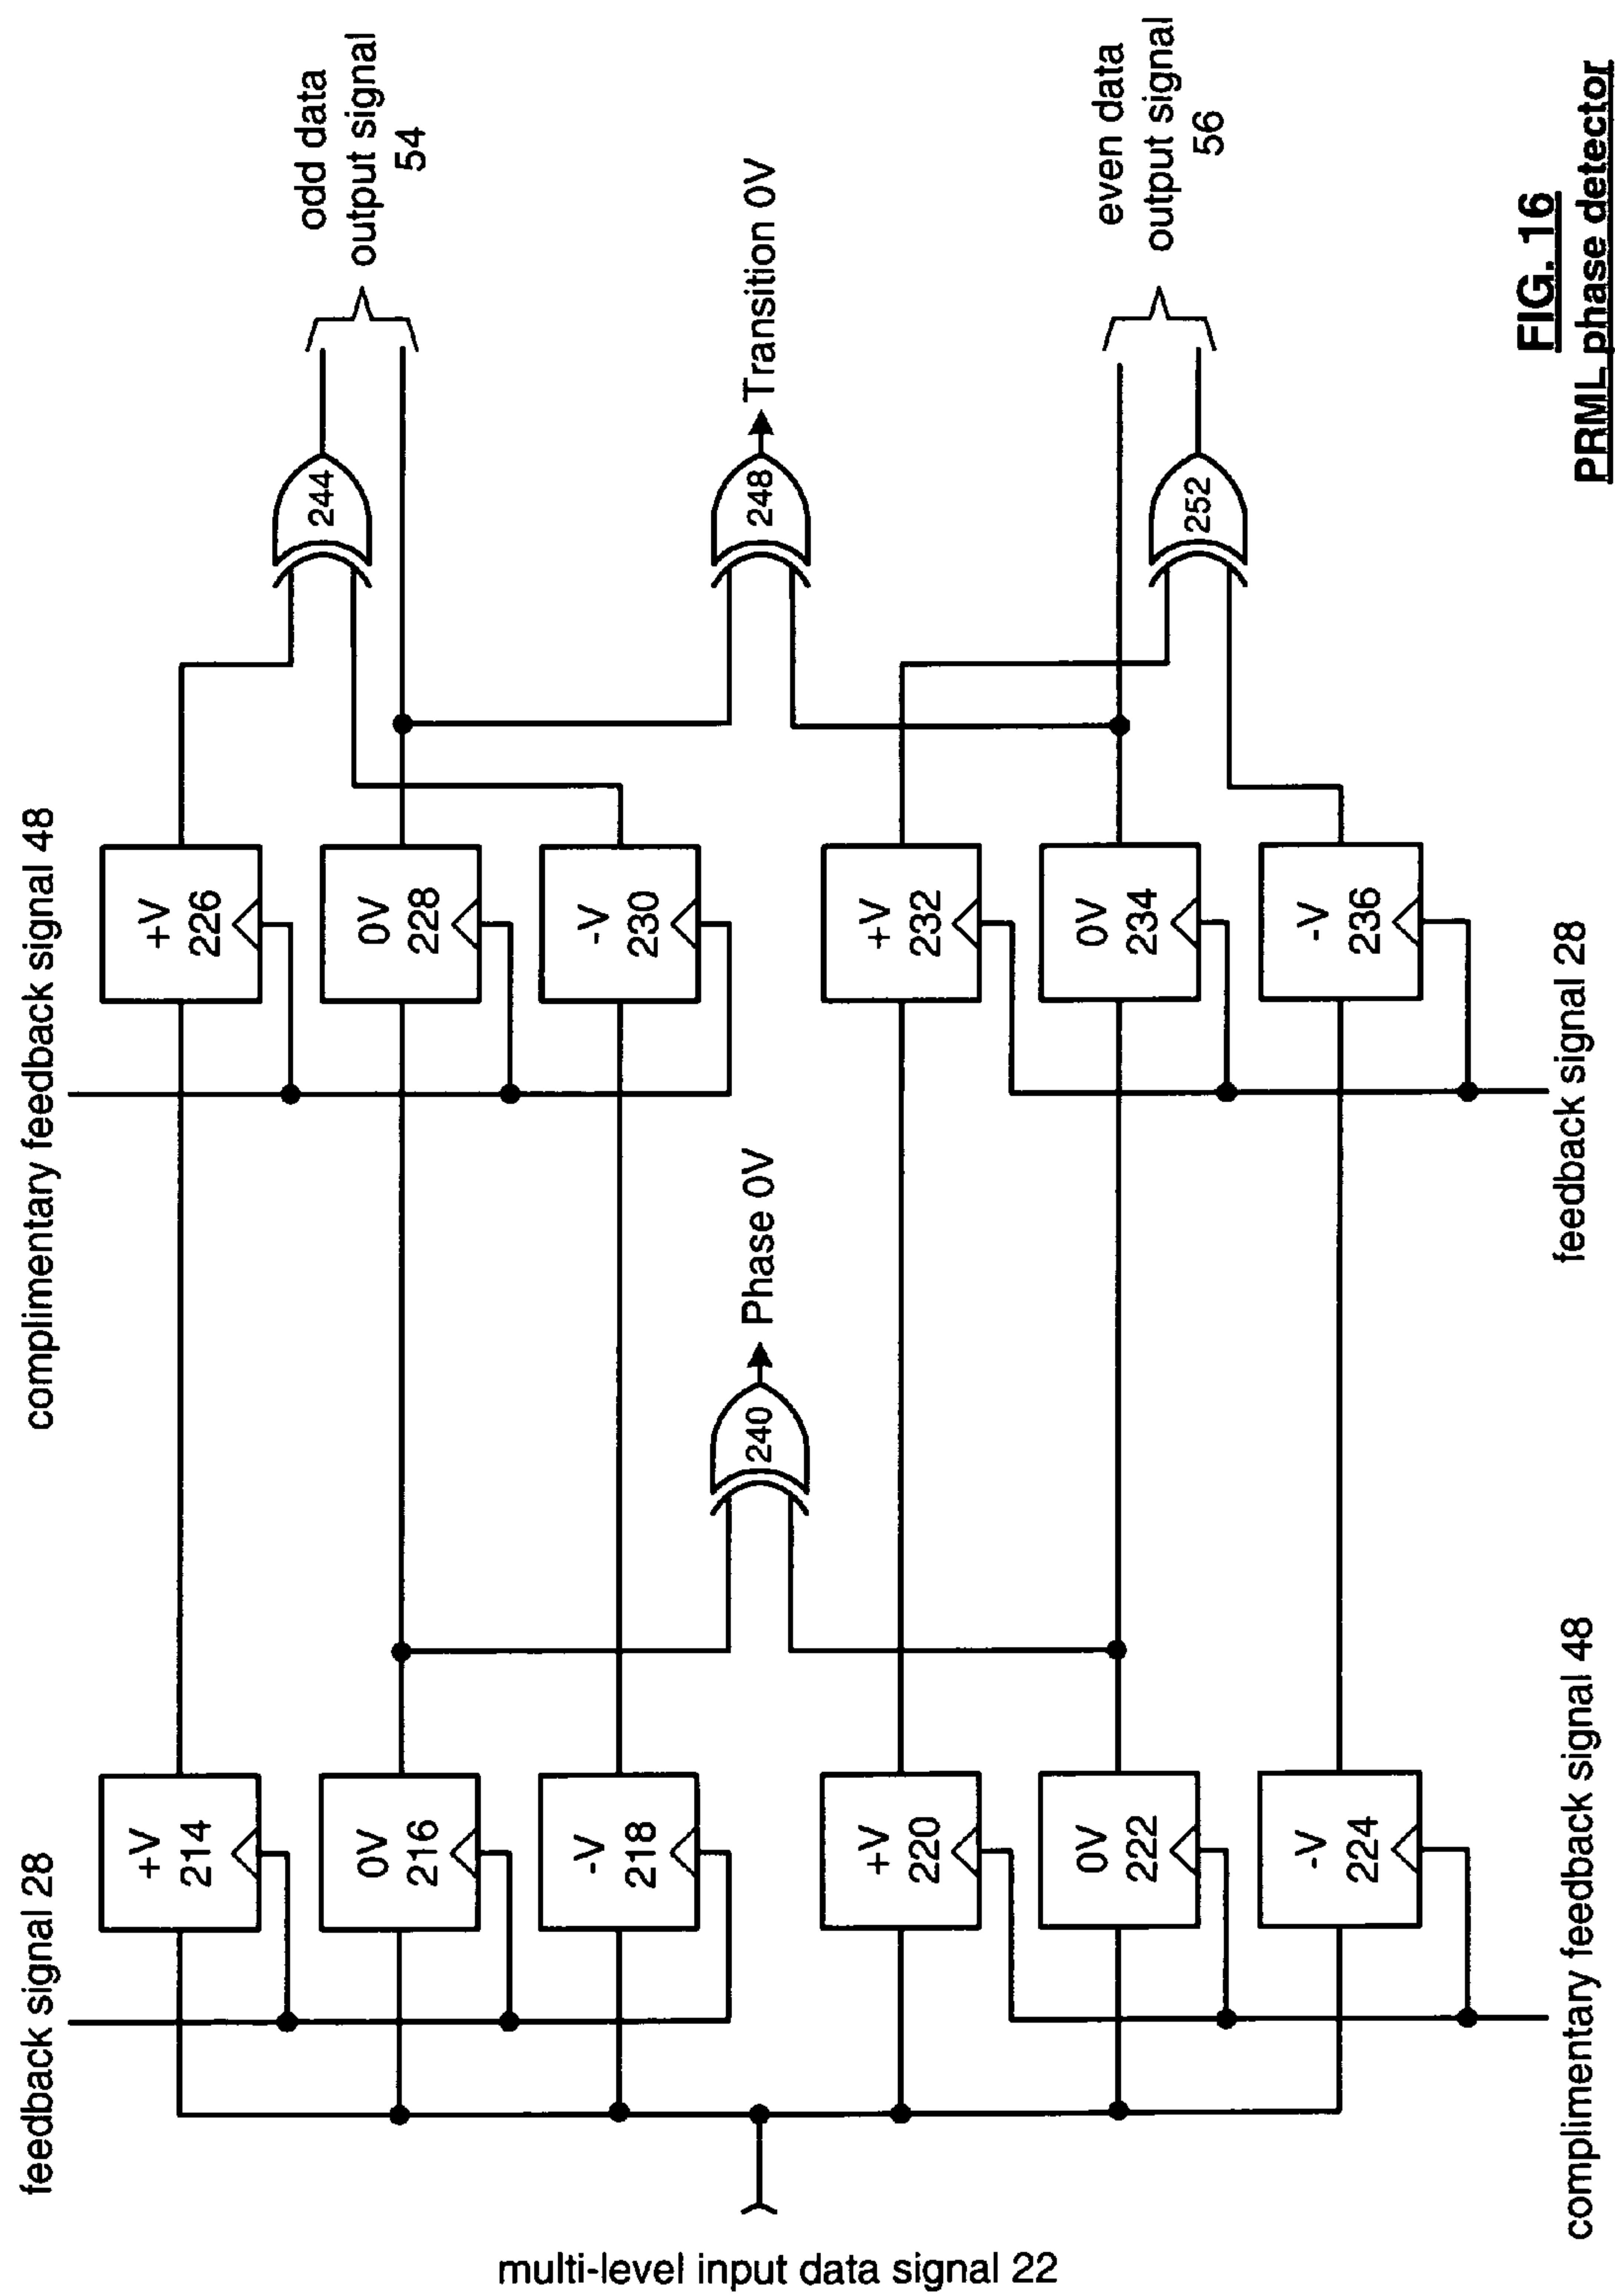 feedback signal 28
complimentary feedback signal 48
+V
214
+V
226
244
odd data
output signal
54
0V
216
0V
228
-V
218
-V
230
multi-level input data signal 22
240
Phase 0V
248
Transition 0V
+V
220
+V
232
0V
222
0V
234
even data
output signal
56
252
-V
224
-V
236
complimentary feedback signal 48
feedback signal 28
FIG. 16
PRML phase detector